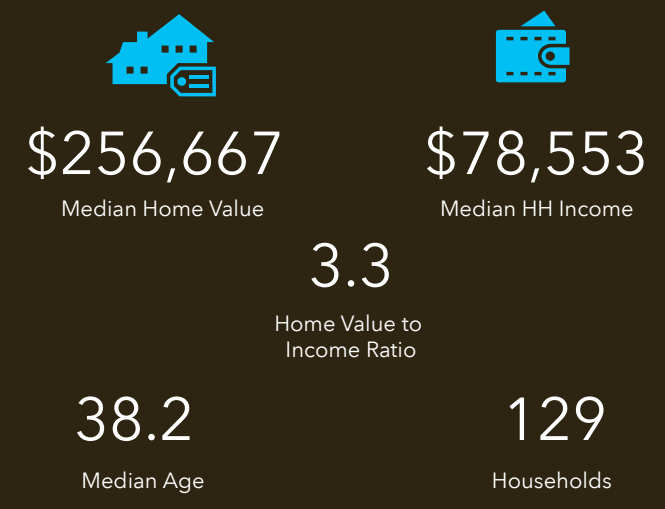 $256,667
$78,553
Median Home Value
Median HH Income
3.3
Home Value to
Income Ratio
38.2
129
Median Age
Households